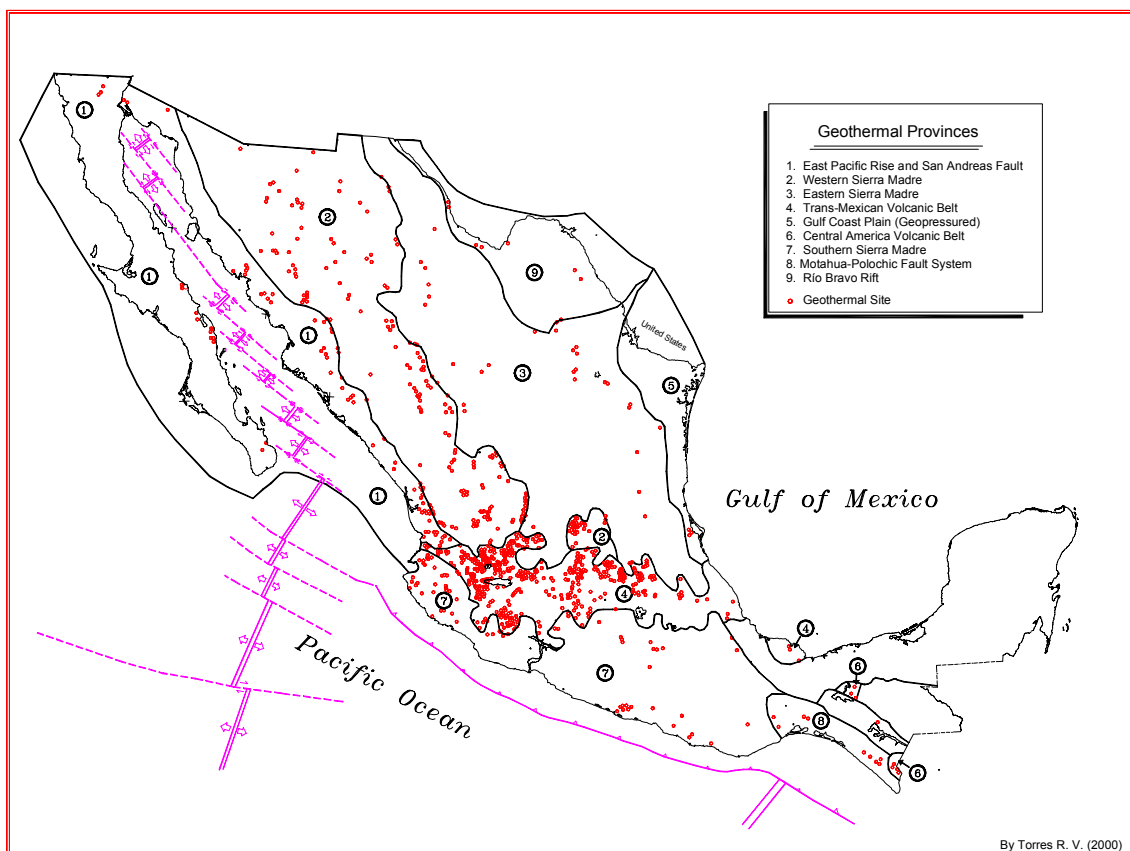 Geothermal Provinces
1. East Pacific Rise and San Andreas Fault
2. Western Sierra Madre
3. Eastern Sierra Madre
4. Trans-Mexican Volcanic Belt
5. Gulf Coast Plain (Geopressured)
6. Central America Volcanic Belt
7. Southern Sierra Madre
8. Motahua-Polochic Fault System
9. Río Bravo Rift
Geothermal Site
1
2
9
1
1
United States
3
5
1
Gulf of Mexico
2
4
7
4
Pacific Ocean
7
6
8
6
By Torres R. V. (2000)